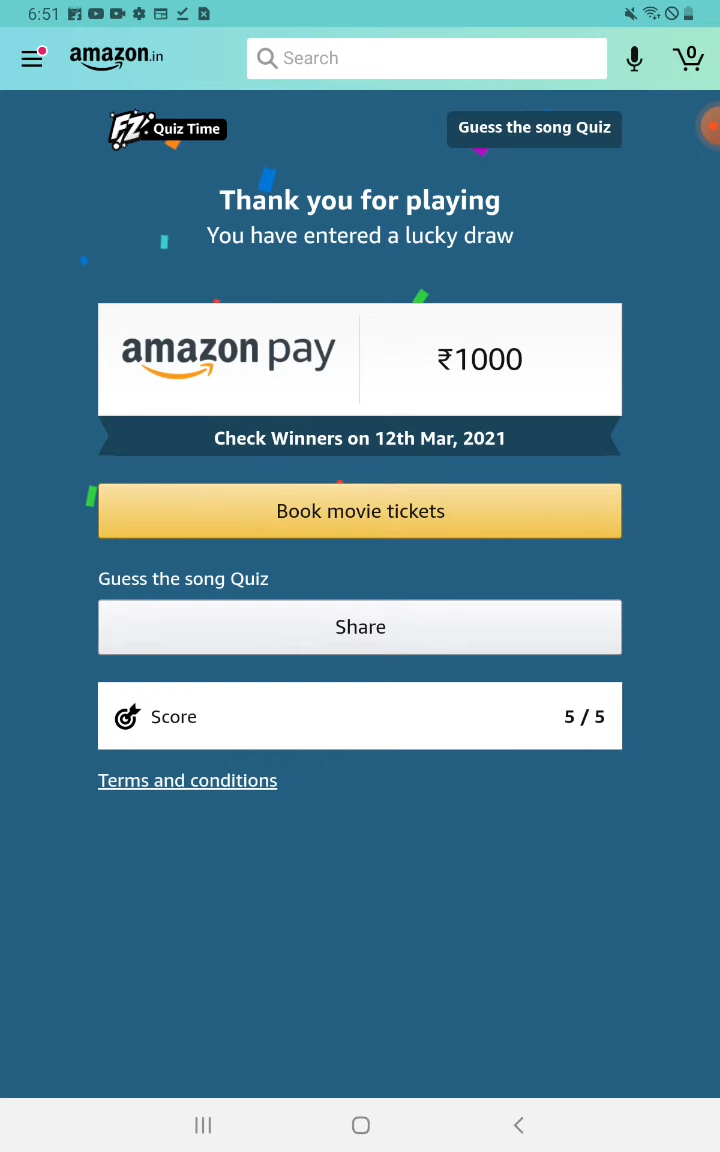 6:51
amazon.in
Search
0
FZ Quiz Time
Guess the song Quiz
Thank you for playing
You have entered a lucky draw
amazon pay
₹1000
Check Winners on 12th Mar, 2021
Book movie tickets
Guess the song Quiz
Share
Score
5 / 5
Terms and conditions